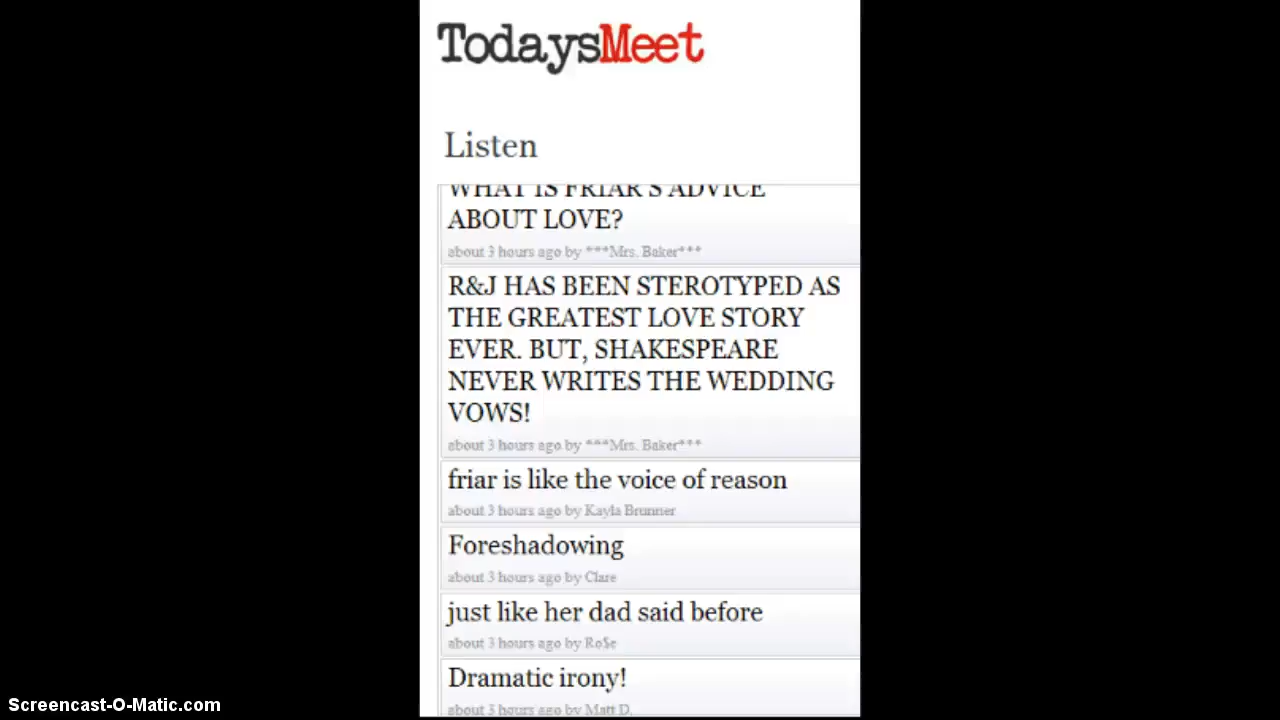 TodaysMeet
Listen
WHAT IS FRIAR'S ADVICE
ABOUT LOVE?
about 3 hours ago by ***Mrs. Baker***
R&J HAS BEEN STEROTYPED AS
THE GREATEST LOVE STORY
EVER. BUT, SHAKESPEARE
NEVER WRITES THE WEDDING
VOWS!
about 3 hours ago by ***Mrs. Baker***
friar is like the voice of reason
about 3 hours ago by Kayla Brunner
Foreshadowing
about 3 hours ago by Clare
just like her dad said before
about 3 hours ago by Ro$e
Dramatic irony!
about 3 hours ago by Matt D.
Screencast-O-Matic.com